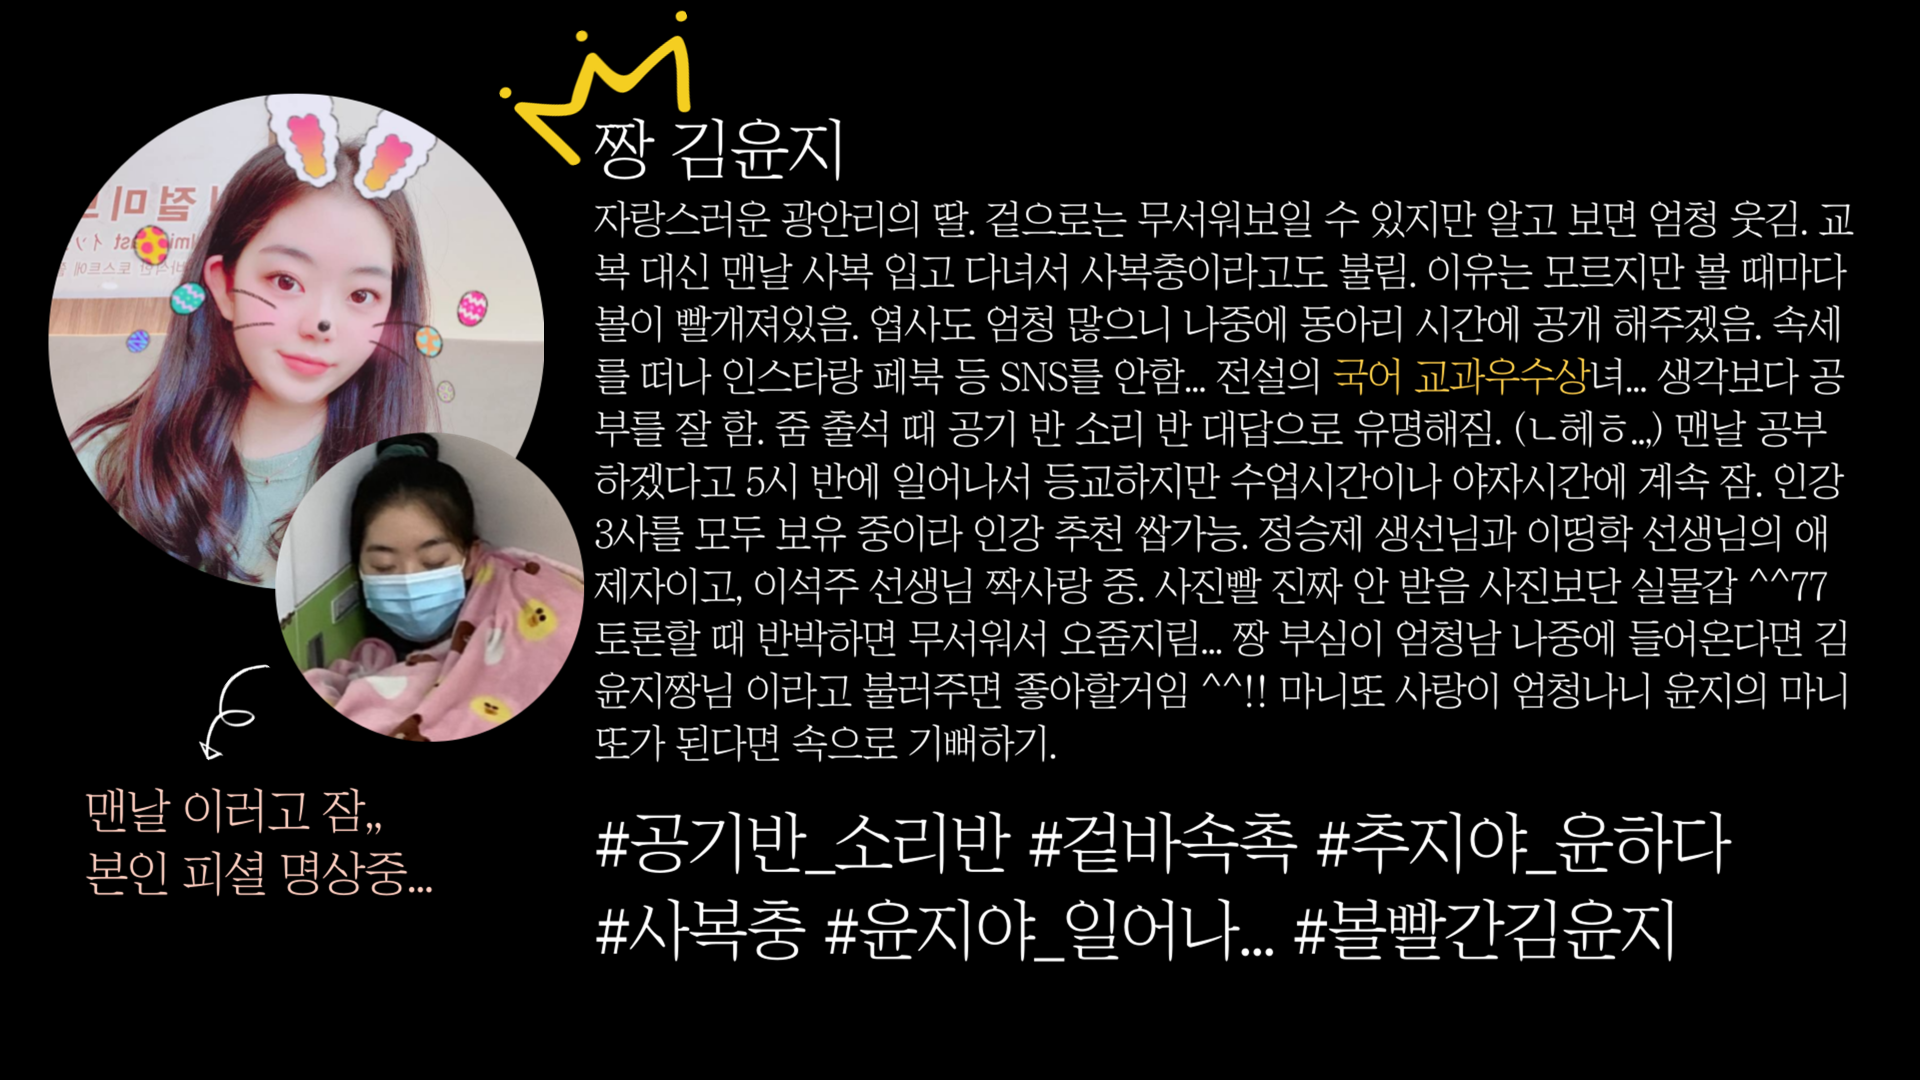 짱 김윤지
자랑스러운 광안리의 딸. 겉으로는 무서워보일 수 있지만 알고 보면 엄청 웃김. 교
복 대신 맨날 사복 입고 다녀서 사복충이라고도 불림. 이유는 모르지만 볼 때마다
볼이 빨개져있음. 엽사도 엄청 많으니 나중에 동아리 시간에 공개 해주겠음. 속세
를 떠나 인스타랑 페북 등 SNS를 안함... 전설의 국어 교과우수상녀... 생각보다 공
부를 잘 함. 줌 출석 때 공기 반 소리 반 대답으로 유명해짐. (ㄴ헤ㅎ..,) 맨날 공부
하겠다고 5시 반에 일어나서 등교하지만 수업시간이나 야자시간에 계속 잠. 인강
3사를 모두 보유 중이라 인강 추천 쌉가능. 정승제 생선님과 이띵학 선생님의 애
제자이고, 이석주 선생님 짝사랑 중. 사진빨 진짜 안 받음 사진보단 실물갑 ^^77
토론할 때 반박하면 무서워서 오줌지림... 짱 부심이 엄청남 나중에 들어온다면 김
윤지짱님 이라고 불러주면 좋아할거임 ^^!! 마니또 사랑이 엄청나니 윤지의 마니
또가 된다면 속으로 기뻐하기.
맨날 이러고 잠,,
본인 피셜 명상중...
#공기반_소리반 #겉바속촉 #추지야_윤하다
#사복충 #윤지야_일어나... #볼빨간김윤지